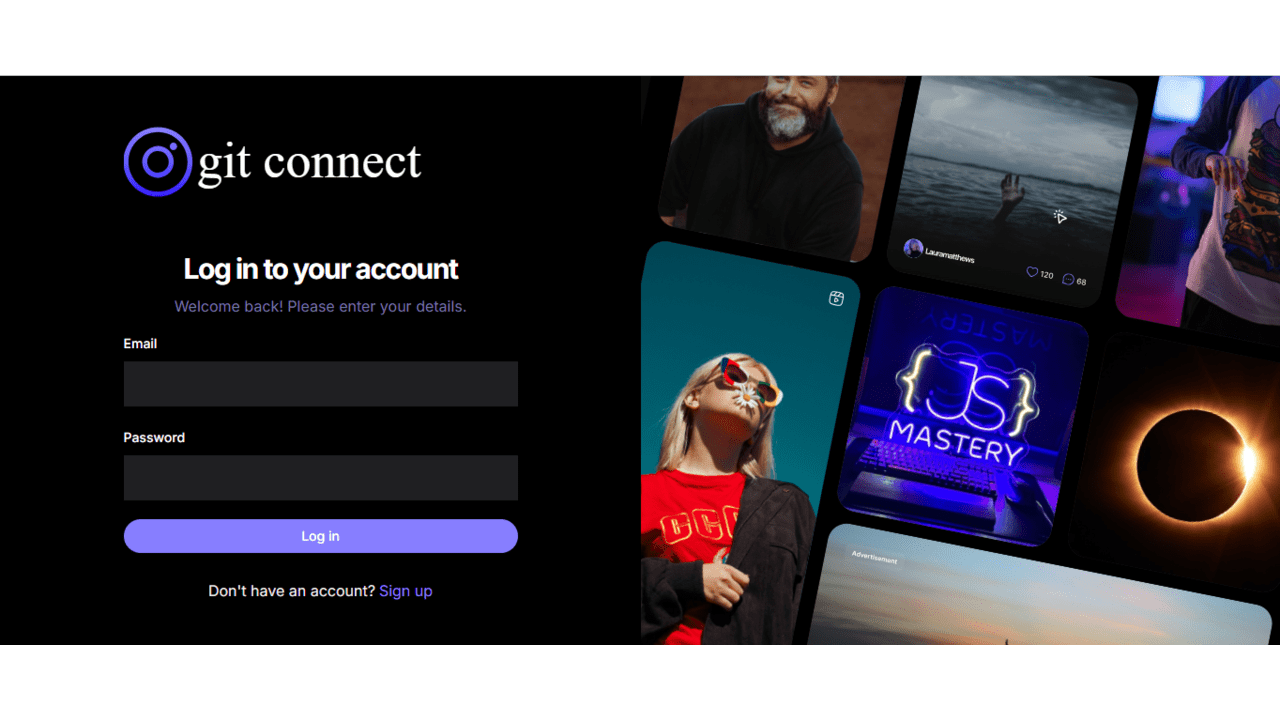 git connect
Log in to your account
Welcome back! Please enter your details.
Email
Password
Log in
Don't have an account? Sign up
Lauramatthews
120
68
JS
MASTERY
Advertisement